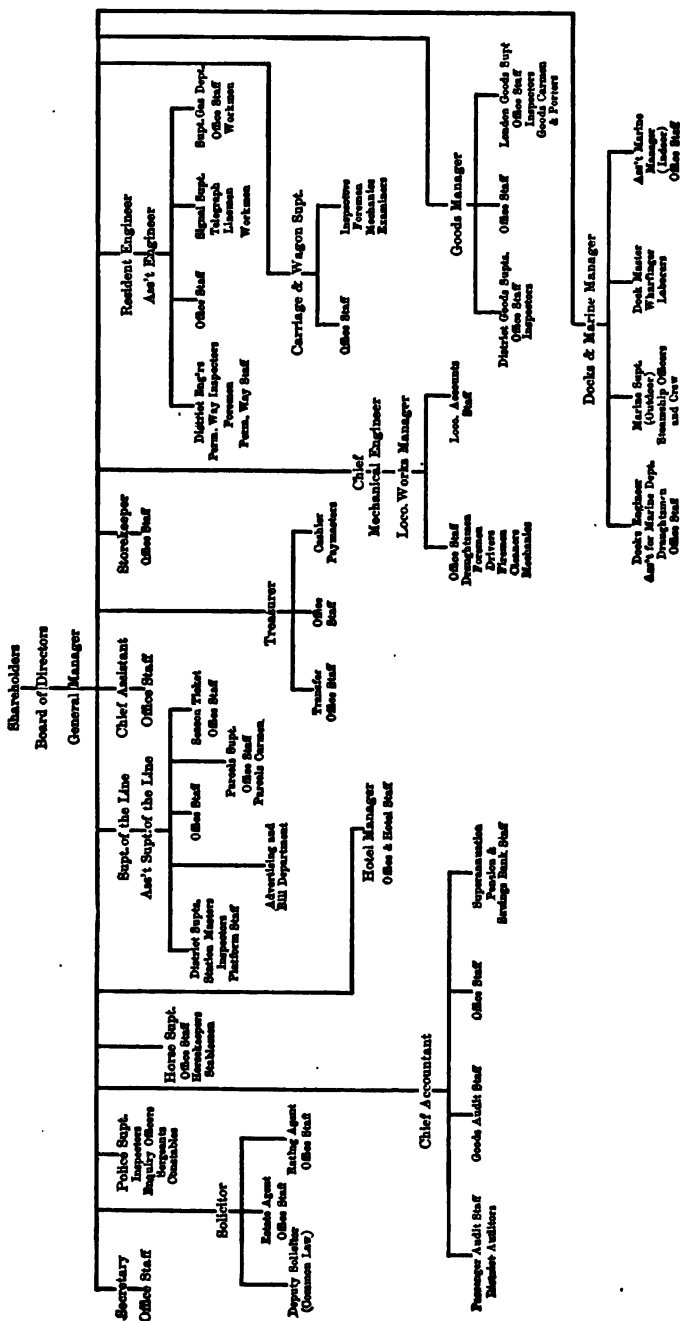 Shareholders
Board of Directors
General Manager
Secretary
Office Staff
Police Supt.
Inspectors
Enquiry Officers
Sergeants
Constables
Solicitor
Deputy Solicitor
(Common Law)
Estate Agent
Office Staff
Rating Agent
Office Staff
Horse Supt.
Office Staff
Horsekeepers
Stablemen
Chief Accountant
Passenger Audit Staff
District Auditors
Goods Audit Staff
Office Staff
Superannuation
Pension &
Savings Bank Staff
Supt. of the Line
Ass't Supt. of the Line
District Supts.
Station Masters
Inspectors
Platform Staff
Advertising and
Bill Department
Office Staff
Parcels Supt.
Office Staff
Parcels Carmen
Season Ticket
Office Staff
Hotel Manager
Office & Hotel Staff
Chief Assistant
Office Staff
Treasurer
Transfer
Office Staff
Office
Staff
Cashier
Paymasters
Storekeeper
Office Staff
Chief
Mechanical Engineer
Loco. Works Manager
Office Staff
Draughtsmen
Foremen
Drivers
Firemen
Cleaners
Mechanics
Loco. Accounts
Staff
Resident Engineer
Ass't Engineer
District Eng'rs
Perm. Way Inspectors
Foremen
Perm. Way Staff
Office Staff
Signal Supt.
Telegraph
Linemen
Workmen
Supt. Gas Dept.
Office Staff
Workmen
Carriage & Wagon Supt.
Office Staff
Inspectors
Foremen
Mechanics
Examiners
Goods Manager
District Goods Supts.
Office Staff
Inspectors
Office Staff
London Goods Supt
Office Staff
Inspectors
Goods Carmen
& Porters
Docks & Marine Manager
Docks Engineer
Ass't for Marine Dept.
Draughtsmen
Office Staff
Marine Supt.
(Outdoor)
Steamship Officers
and Crew
Dock Master
Wharfinger
Laborers
Ass't Marine
Manager
(Indoor)
Office Staff